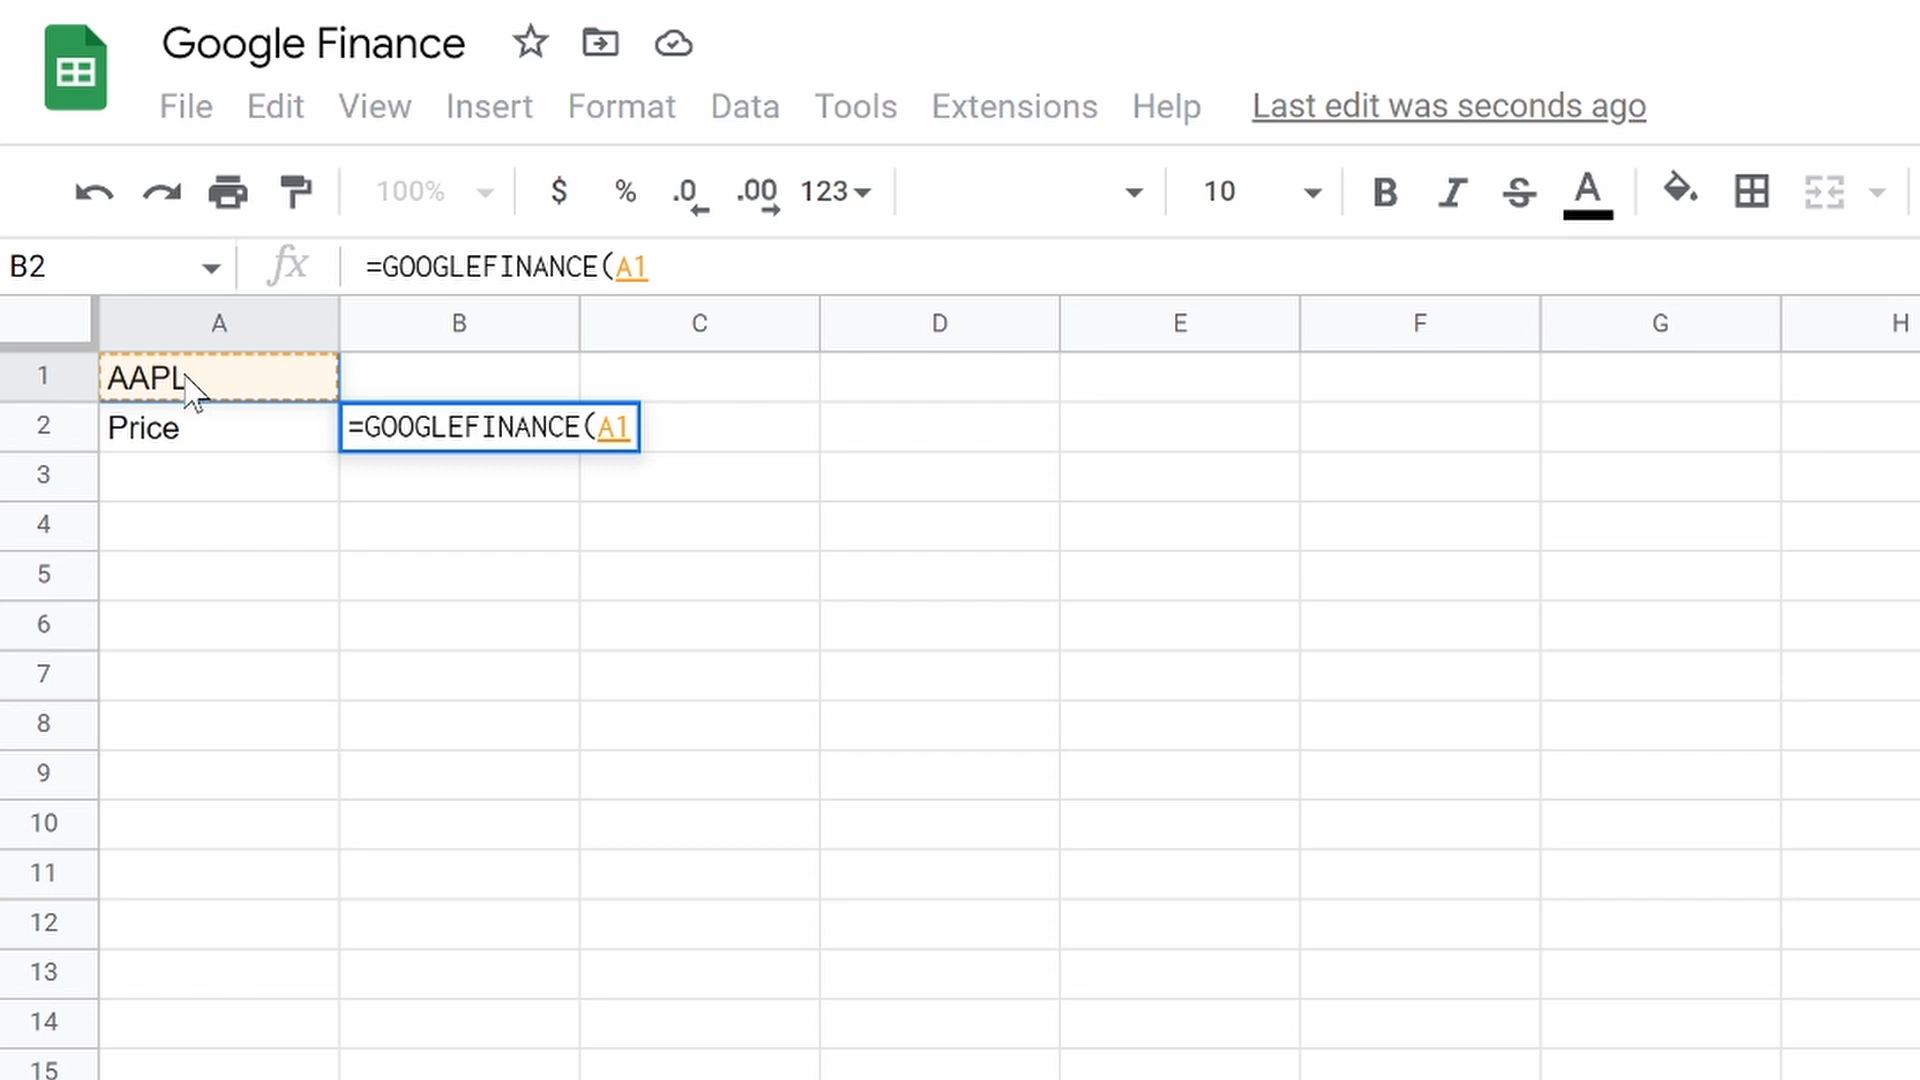 Google Finance
File Edit View Insert Format Data Tools Extensions Help Last edit was seconds ago
100% $ % .0 .00 123 10 B I S A
B2 fx =GOOGLEFINANCE(A1
A B C D E F G H
1 AAPL
2 Price =GOOGLEFINANCE(A1
3
4
5
6
7
8
9
10
11
12
13
14
15